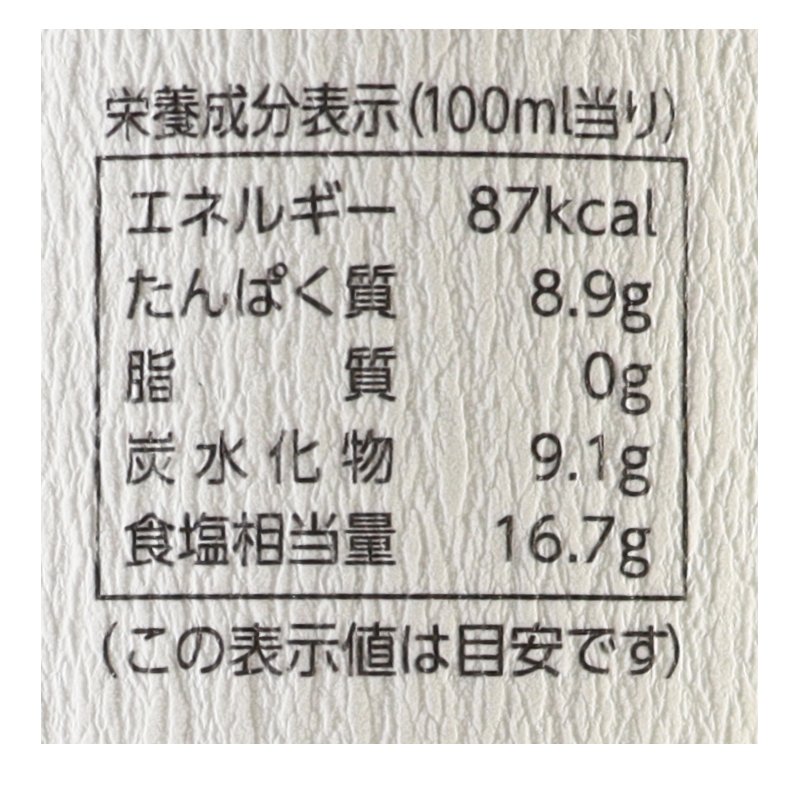 栄養成分表示(100ml当り)
エネルギー 87kcal
たんぱく質 8.9g
脂質 0g
炭水化物 9.1g
食塩相当量 16.7g
(この表示値は目安です)